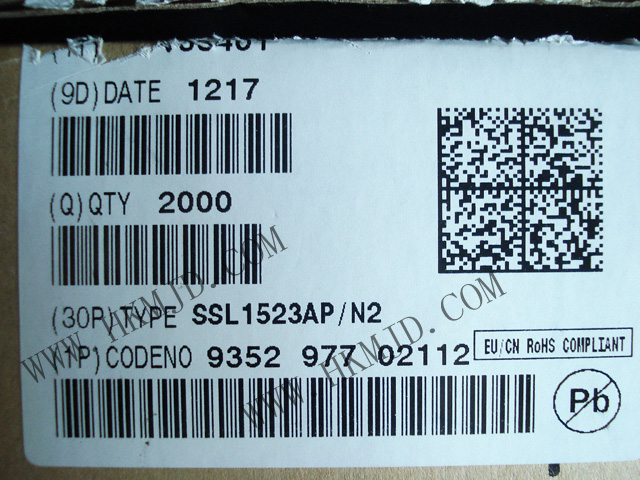 (9D)DATE 1217
(Q)QTY 2000
(30P)TYPE SSL1523AP/N2
(1P)CODENO 9352 977 02112
EU/CN RoHS COMPLIANT
Pb
WWW.HKMJD.COM
WWW.HKMJD.COM